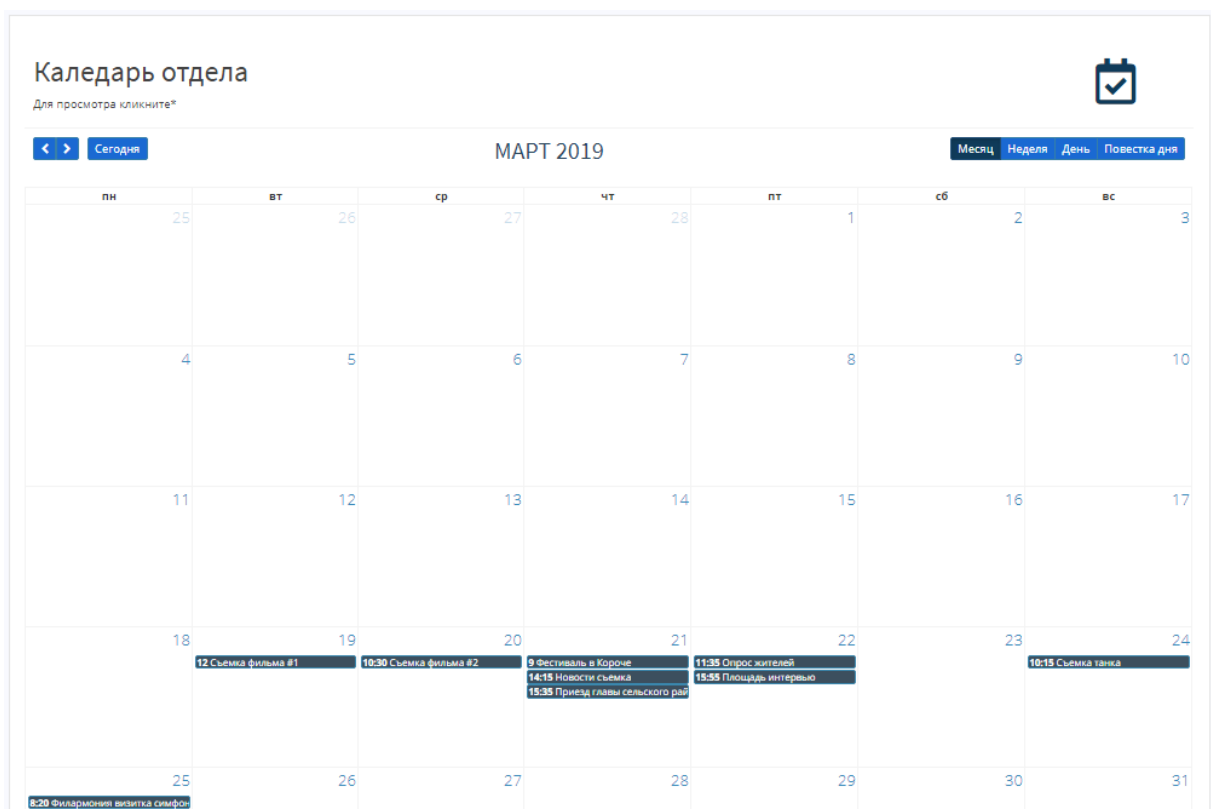 Каледарь отдела
Для просмотра кликните*
Сегодня
МАРТ 2019
Месяц Неделя День Повестка дня
пн вт ср чт пт сб вс
25 26 27 28 1 2 3
4 5 6 7 8 9 10
11 12 13 14 15 16 17
18 19 20 21 22 23 24
12 Съемка фильма #1 10:30 Съемка фильма #2 9 Фестиваль в Короче 11:35 Опрос жителей 10:15 Съемка танка
14:15 Новости съемка 15:55 Площадь интервью
15:35 Приезд главы сельского рай
25 26 27 28 29 30 31
8:20 Филармония визитка симфон